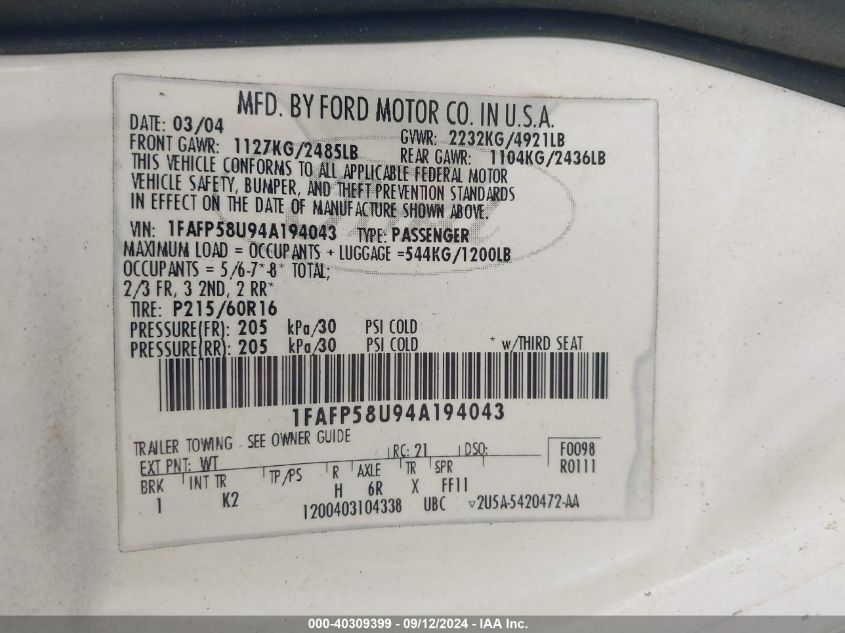 MFD. BY FORD MOTOR CO. IN U.S.A.
DATE: 03/04 GVWR: 2232KG/4921LB
FRONT GAWR: 1127KG/2485LB REAR GAWR: 1104KG/2436LB
THIS VEHICLE CONFORMS TO ALL APPLICABLE FEDERAL MOTOR
VEHICLE SAFETY, BUMPER, AND THEFT PREVENTION STANDARDS
IN EFFECT ON THE DATE OF MANUFACTURE SHOWN ABOVE.
VIN: 1FAFP58U94A194043 TYPE: PASSENGER
MAXIMUM LOAD = OCCUPANTS + LUGGAGE =544KG/1200LB
OCCUPANTS = 5/6-7*-8* TOTAL;
2/3 FR, 3 2ND, 2 RR*
TIRE: P215/60R16
PRESSURE(FR): 205 kPa/30 PSI COLD
PRESSURE(RR): 205 kPa/30 PSI COLD * w/THIRD SEAT
1FAFP58U94A194043
TRAILER TOWING - SEE OWNER GUIDE
EXT PNT: WT RC: 21 DSO: F0098
R0111
BRK INT TR TP/PS R AXLE TR SPR
1 K2 H 6R X FF11
1200403104338 UBC 2U5A-5420472-AA
000-40309399 - 09/12/2024 - IAA Inc.